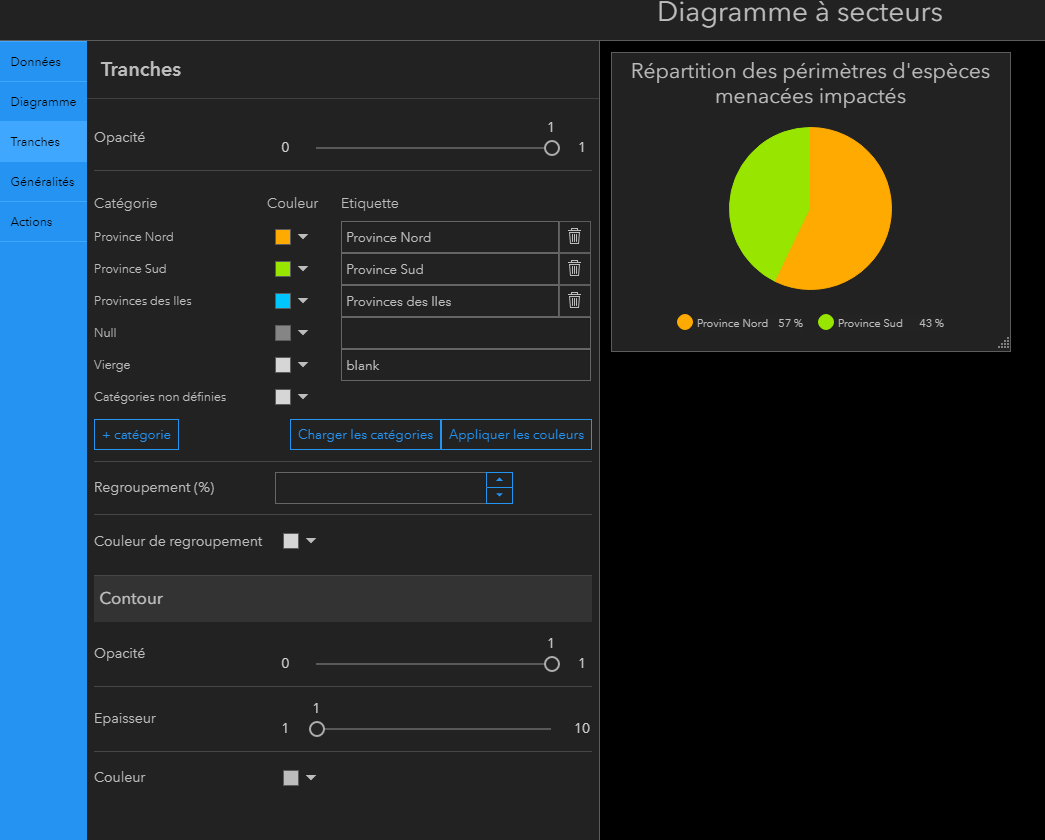 Diagramme à secteurs
Données
Diagramme
Tranches
Généralités
Actions
Tranches
Opacité
1
0
1
Catégorie Couleur Etiquette
Province Nord Province Nord
Province Sud Province Sud
Provinces des Iles Provinces des Iles
Null
Vierge blank
Catégories non définies
+ catégorie Charger les catégories Appliquer les couleurs
Regroupement (%)
Couleur de regroupement
Contour
Opacité
1
0
1
Epaisseur
1
1
10
Couleur
Répartition des périmètres d'espèces
menacées impactés
Province Nord 57 % Province Sud 43 %